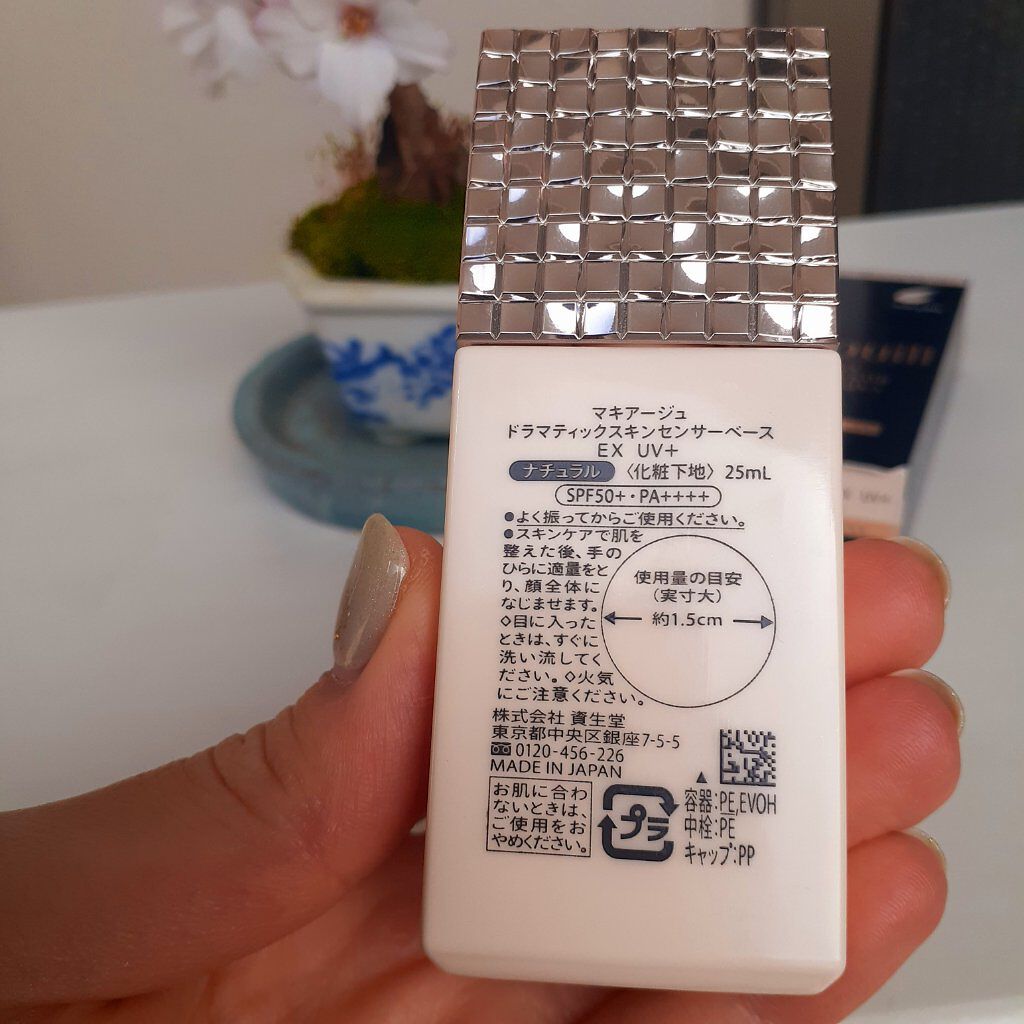 マキアージュ
ドラマティックスキンセンサーベース
EX UV+
ナチュラル 〈化粧下地〉 25mL
SPF50+・PA++++
●よく振ってからご使用ください。
●スキンケアで肌を
整えた後、手の
ひらに適量をと
り、顔全体に
なじませます。
◇目に入った
ときは、すぐに
洗い流してく
ださい。◇火気
にご注意ください。
使用量の目安
（実寸大）
約1.5cm
株式会社 資生堂
東京都中央区銀座7-5-5
0120-456-226
MADE IN JAPAN
お肌に合わ
ないときは、
ご使用をお
やめください。
プラ
容器:PE,EVOH
中栓:PE
キャップ:PP